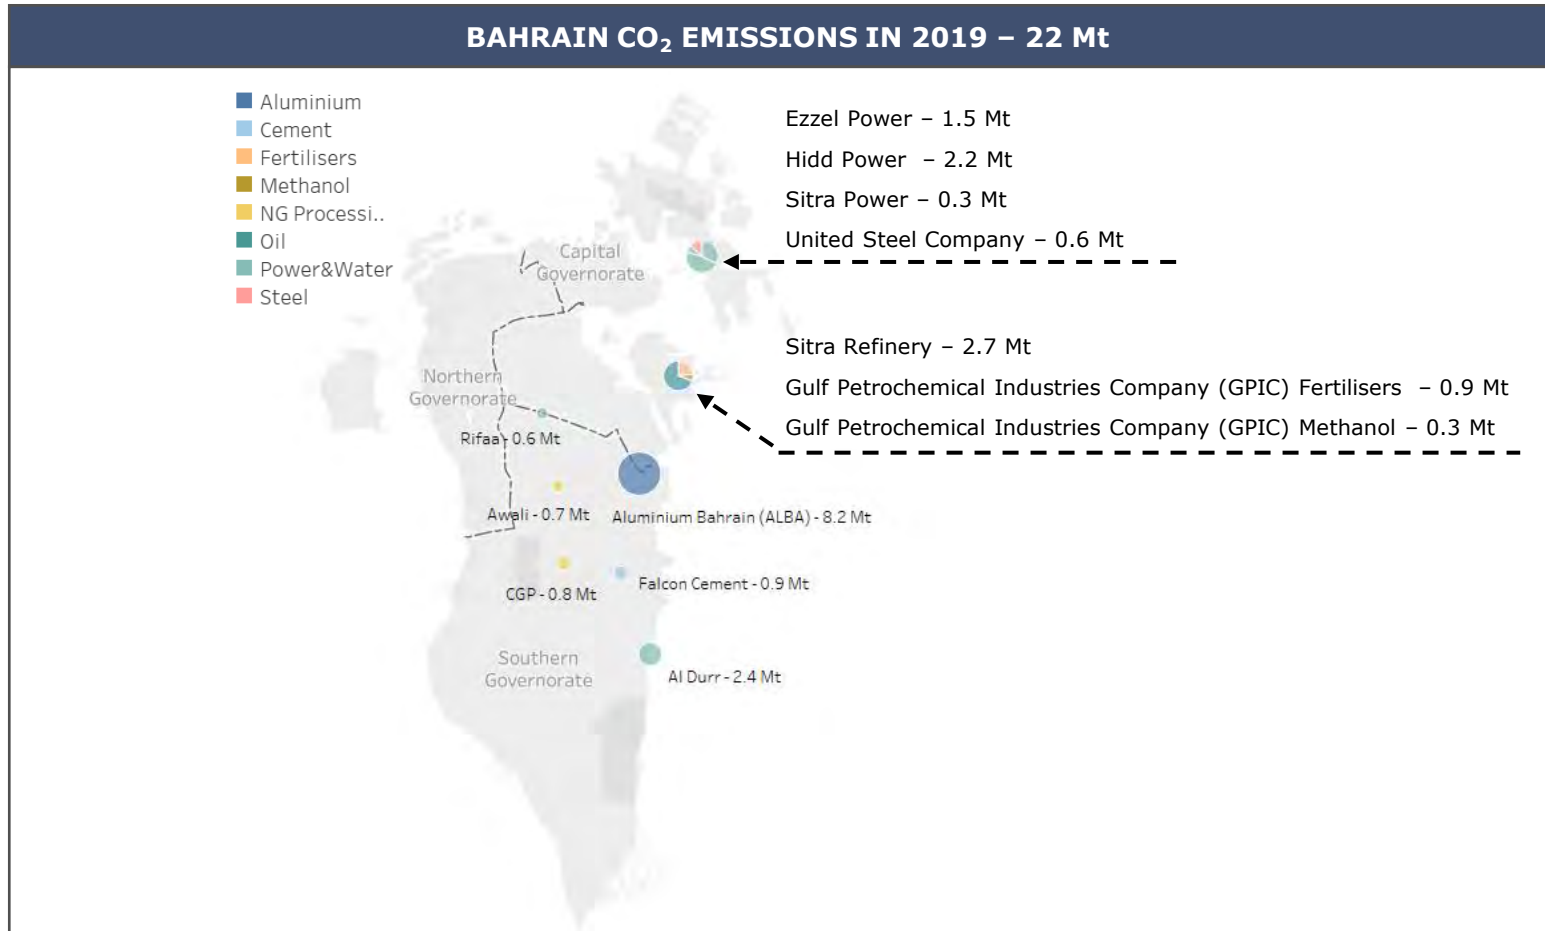 BAHRAIN CO₂ EMISSIONS IN 2019 – 22 Mt
Aluminium
Cement
Fertilisers
Methanol
NG Processi..
Oil
Power&Water
Steel
Ezzel Power – 1.5 Mt
Hidd Power – 2.2 Mt
Sitra Power – 0.3 Mt
United Steel Company – 0.6 Mt
Capital
Governorate
Sitra Refinery – 2.7 Mt
Gulf Petrochemical Industries Company (GPIC) Fertilisers – 0.9 Mt
Gulf Petrochemical Industries Company (GPIC) Methanol – 0.3 Mt
Northern
Governorate
Rifaa - 0.6 Mt
Awali - 0.7 Mt
Aluminium Bahrain (ALBA) - 8.2 Mt
CGP - 0.8 Mt
Falcon Cement - 0.9 Mt
Southern
Governorate
Al Durr - 2.4 Mt